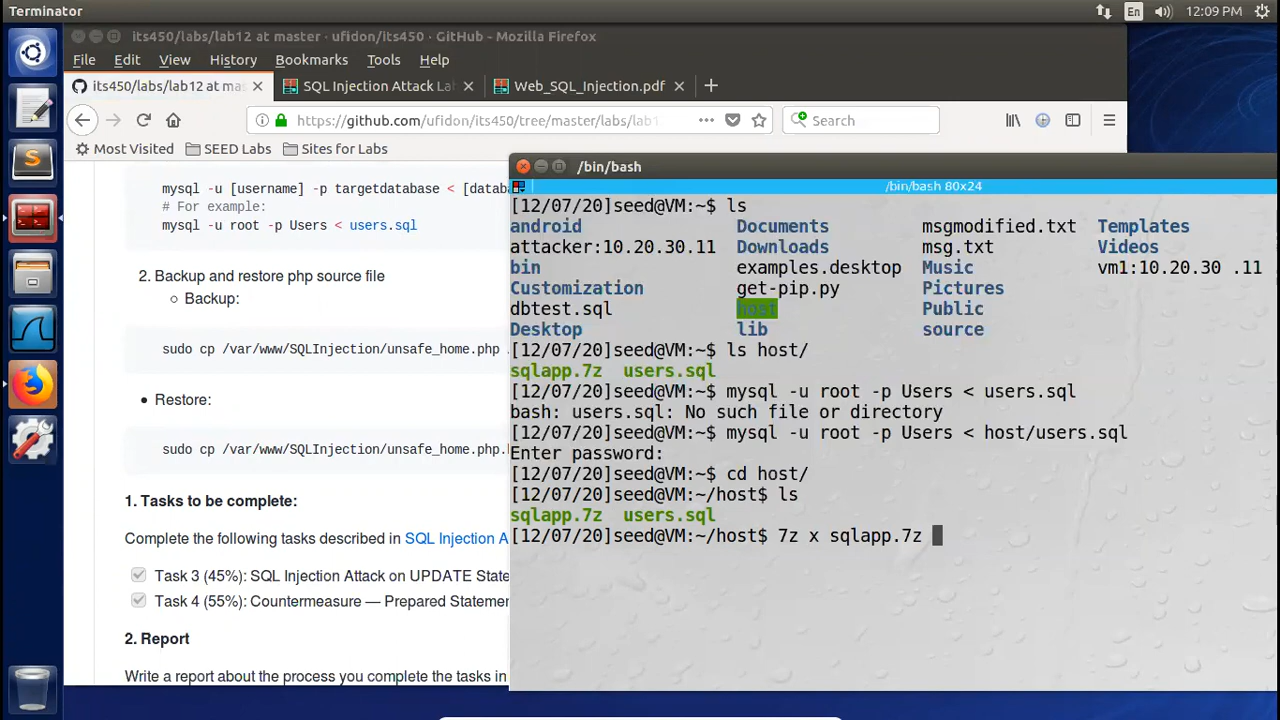 Terminator
En
12:09 PM
its450/labs/lab12 at master · ufidon/its450 · GitHub - Mozilla Firefox
File Edit View History Bookmarks Tools Help
its450/labs/lab12 at mas
SQL Injection Attack La
Web_SQL_Injection.pdf
https://github.com/ufidon/its450/tree/master/labs/lab1
Search
Most Visited
SEED Labs
Sites for Labs
mysql -u [username] -p targetdatabase < [datab
# For example:
mysql -u root -p Users < users.sql
2. Backup and restore php source file
Backup:
sudo cp /var/www/SQLInjection/unsafe_home.php
Restore:
sudo cp /var/www/SQLInjection/unsafe_home.php.
1. Tasks to be complete:
Complete the following tasks described in SQL Injection A
Task 3 (45%): SQL Injection Attack on UPDATE State
Task 4 (55%): Countermeasure — Prepared Statemen
2. Report
Write a report about the process you complete the tasks in
/bin/bash
/bin/bash 80x24
[12/07/20]seed@VM:~$ ls
android Documents msgmodified.txt Templates
attacker:10.20.30.11 Downloads msg.txt Videos
bin examples.desktop Music vm1:10.20.30 .11
Customization get-pip.py Pictures
dbtest.sql host Public
Desktop lib source
[12/07/20]seed@VM:~$ ls host/
sqlapp.7z users.sql
[12/07/20]seed@VM:~$ mysql -u root -p Users < users.sql
bash: users.sql: No such file or directory
[12/07/20]seed@VM:~$ mysql -u root -p Users < host/users.sql
Enter password:
[12/07/20]seed@VM:~$ cd host/
[12/07/20]seed@VM:~/host$ ls
sqlapp.7z users.sql
[12/07/20]seed@VM:~/host$ 7z x sqlapp.7z